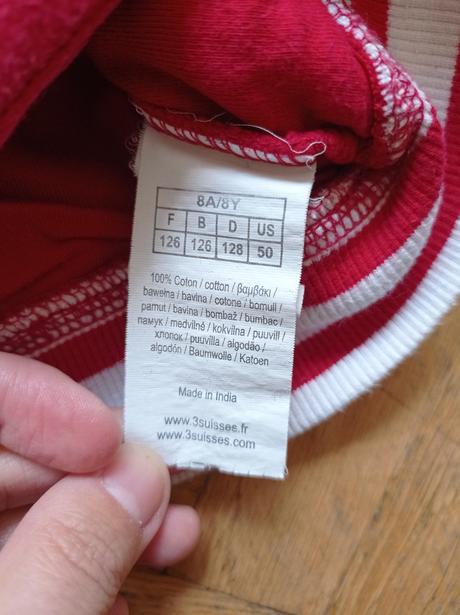 8A/8Y
F B D US
126 126 128 50
100% Coton / cotton / βαμβάκι /
bawełna / bavina / cotone / bomull /
pamut / bavlna / bombaž / bumbac /
памук / medvilnė / kokvilna / puuvill /
хлопок / puuvilla / algodão /
algodón / Baumwolle / Katoen
Made in India
www.3suisses.fr
www.3suisses.com